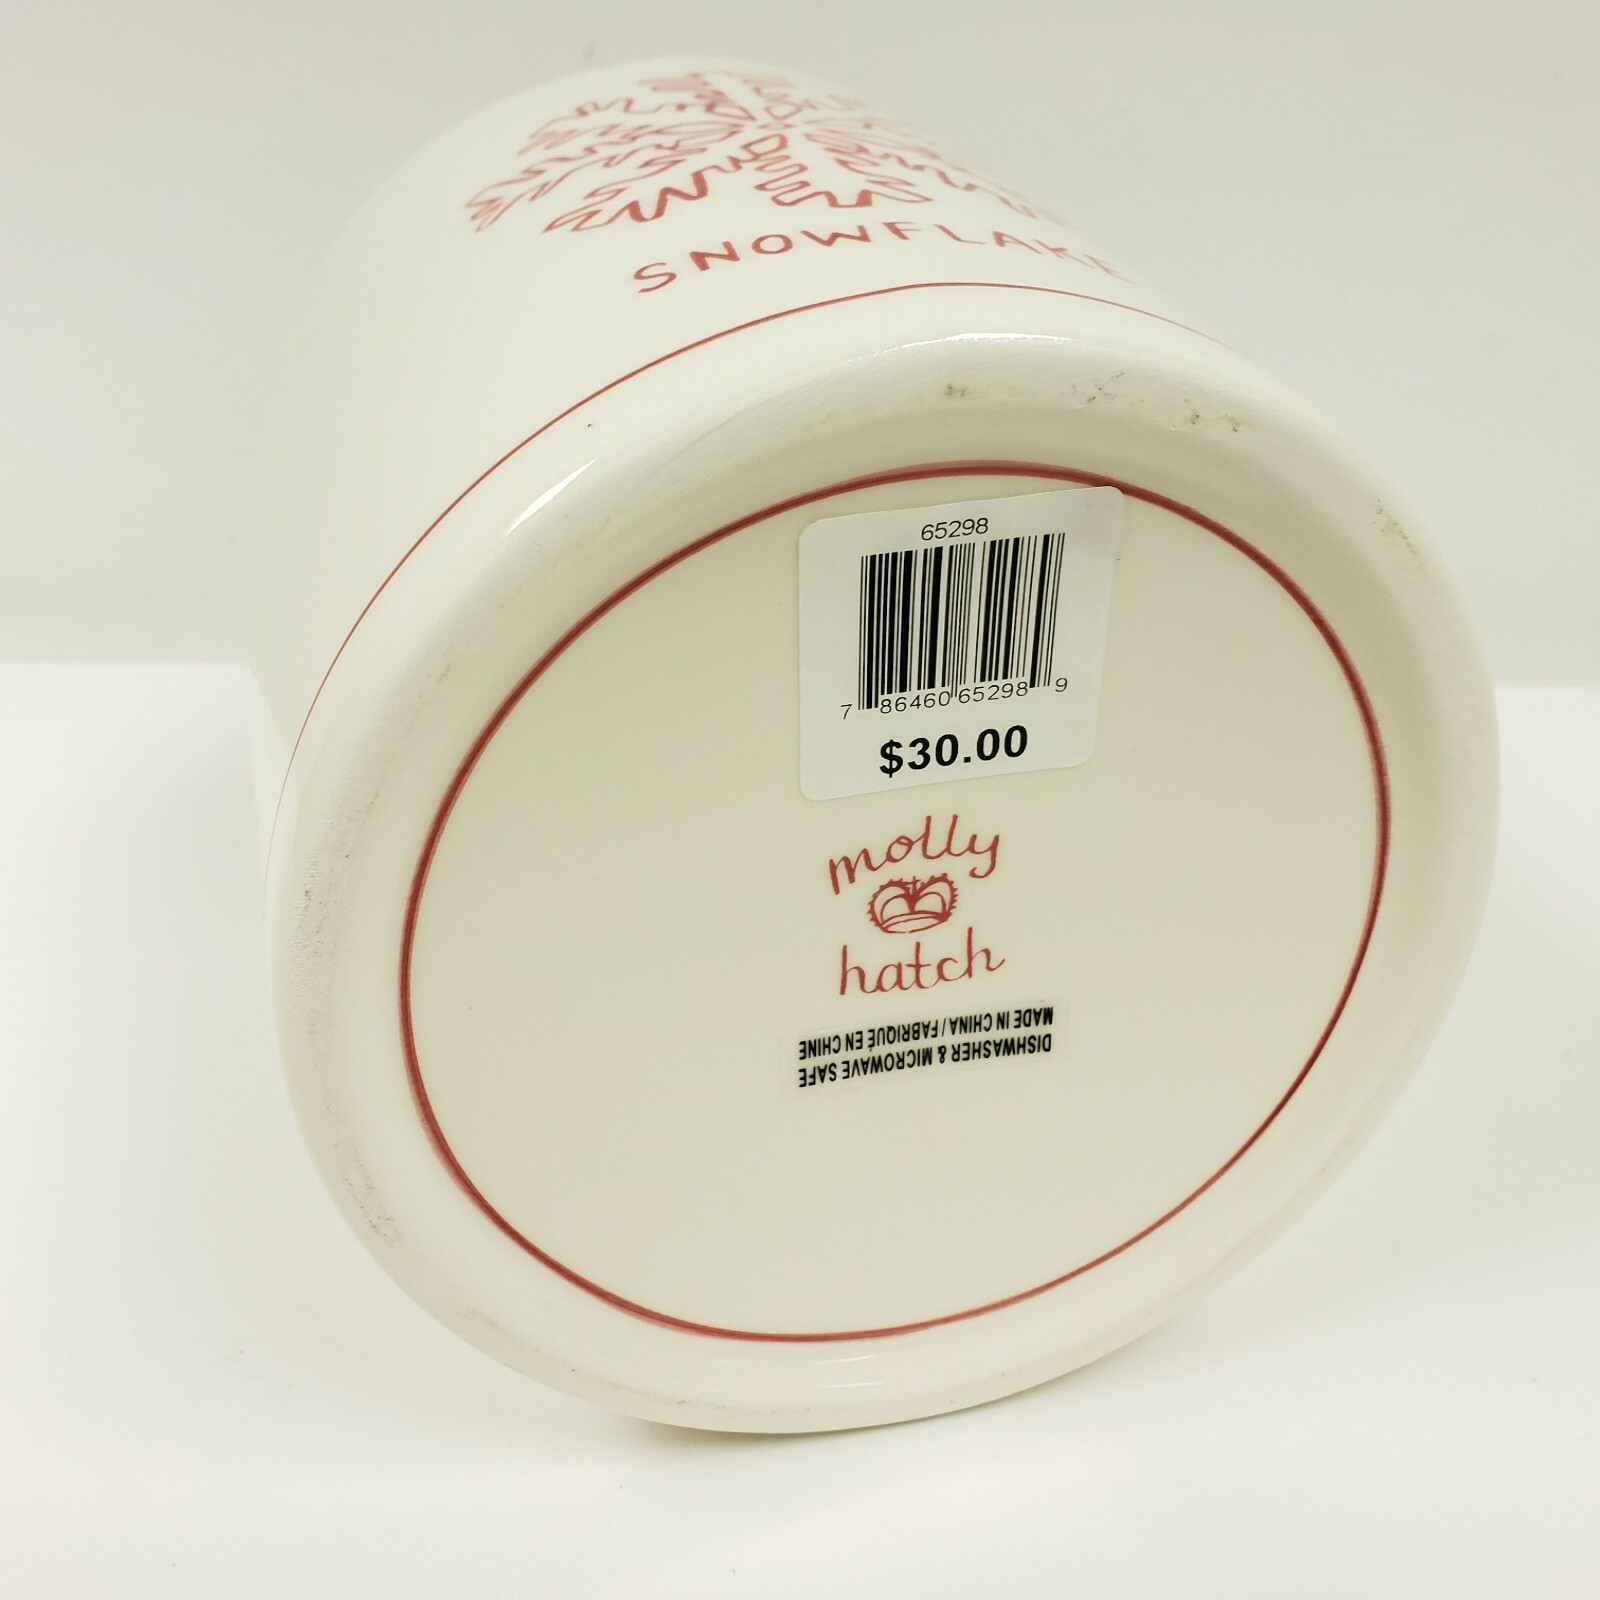 SNOWFLAKE
65298
7 86460 65298 9
$30.00
molly
hatch
DISHWASHER & MICROWAVE SAFE
MADE IN CHINA / FABRIQUÉ EN CHINE